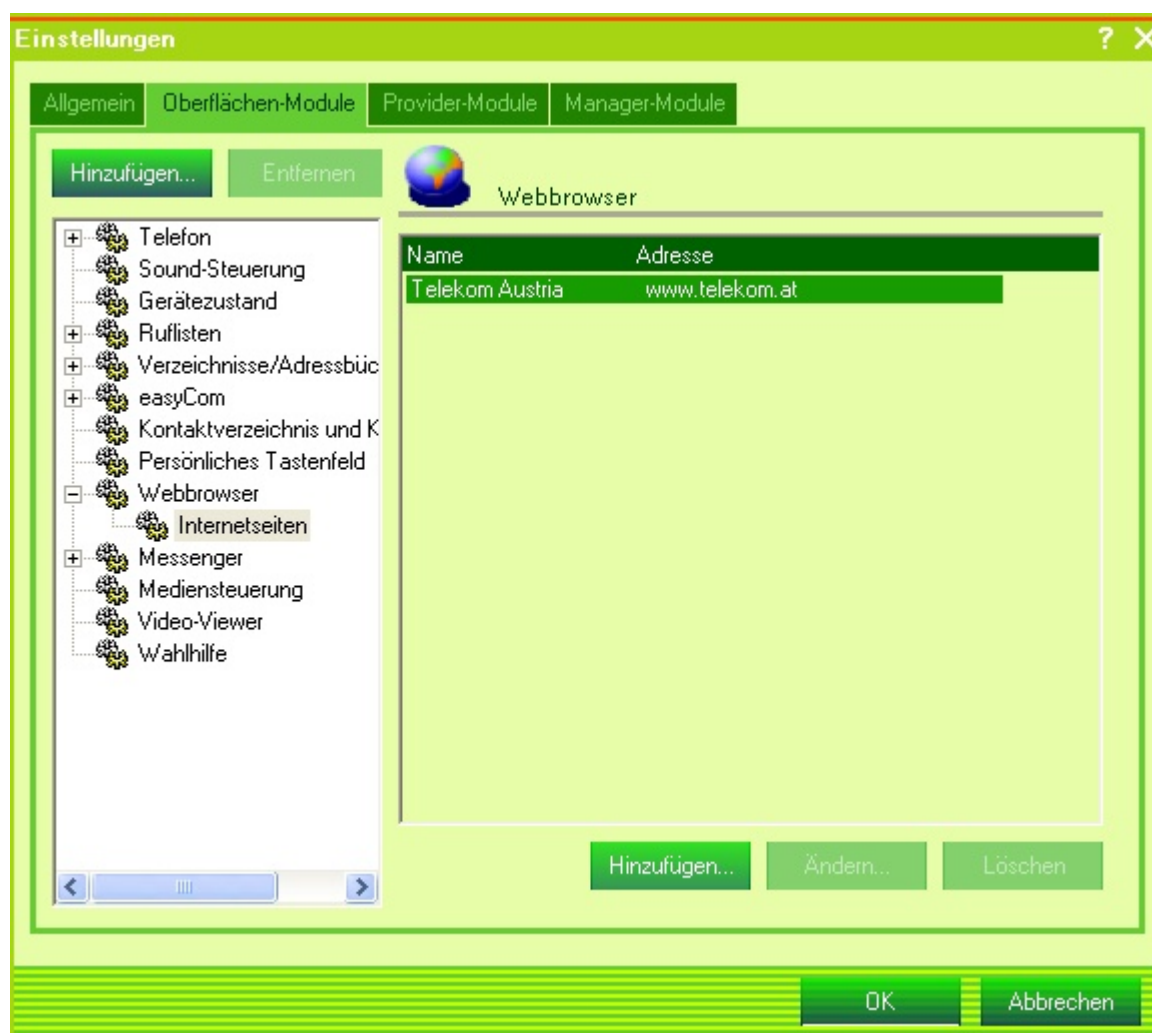 Einstellungen ? X
Allgemein Oberflächen-Module Provider-Module Manager-Module
Hinzufügen... Entfernen
Webbrowser
Telefon
Sound-Steuerung
Gerätezustand
Ruflisten
Verzeichnisse/Adressbüc
easyCom
Kontaktverzeichnis und K
Persönliches Tastenfeld
Webbrowser
Internetseiten
Messenger
Mediensteuerung
Video-Viewer
Wahlhilfe
Name Adresse
Telekom Austria www.telekom.at
Hinzufügen... Ändern... Löschen
OK Abbrechen